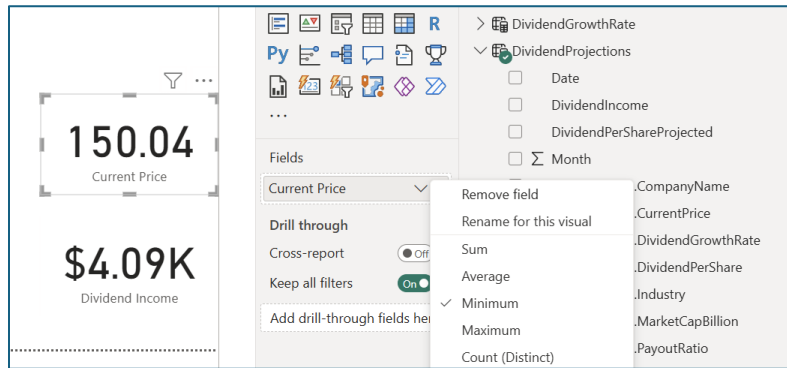 150.04
Current Price
$4.09K
Dividend Income
R
Py
123
...
Fields
Current Price
Drill through
Cross-report
Off
Keep all filters
On
Add drill-through fields her
Remove field
Rename for this visual
Sum
Average
Minimum
Maximum
Count (Distinct)
DividendGrowthRate
DividendProjections
Date
DividendIncome
DividendPerShareProjected
∑ Month
.CompanyName
.CurrentPrice
.DividendGrowthRate
.DividendPerShare
.Industry
.MarketCapBillion
.PayoutRatio